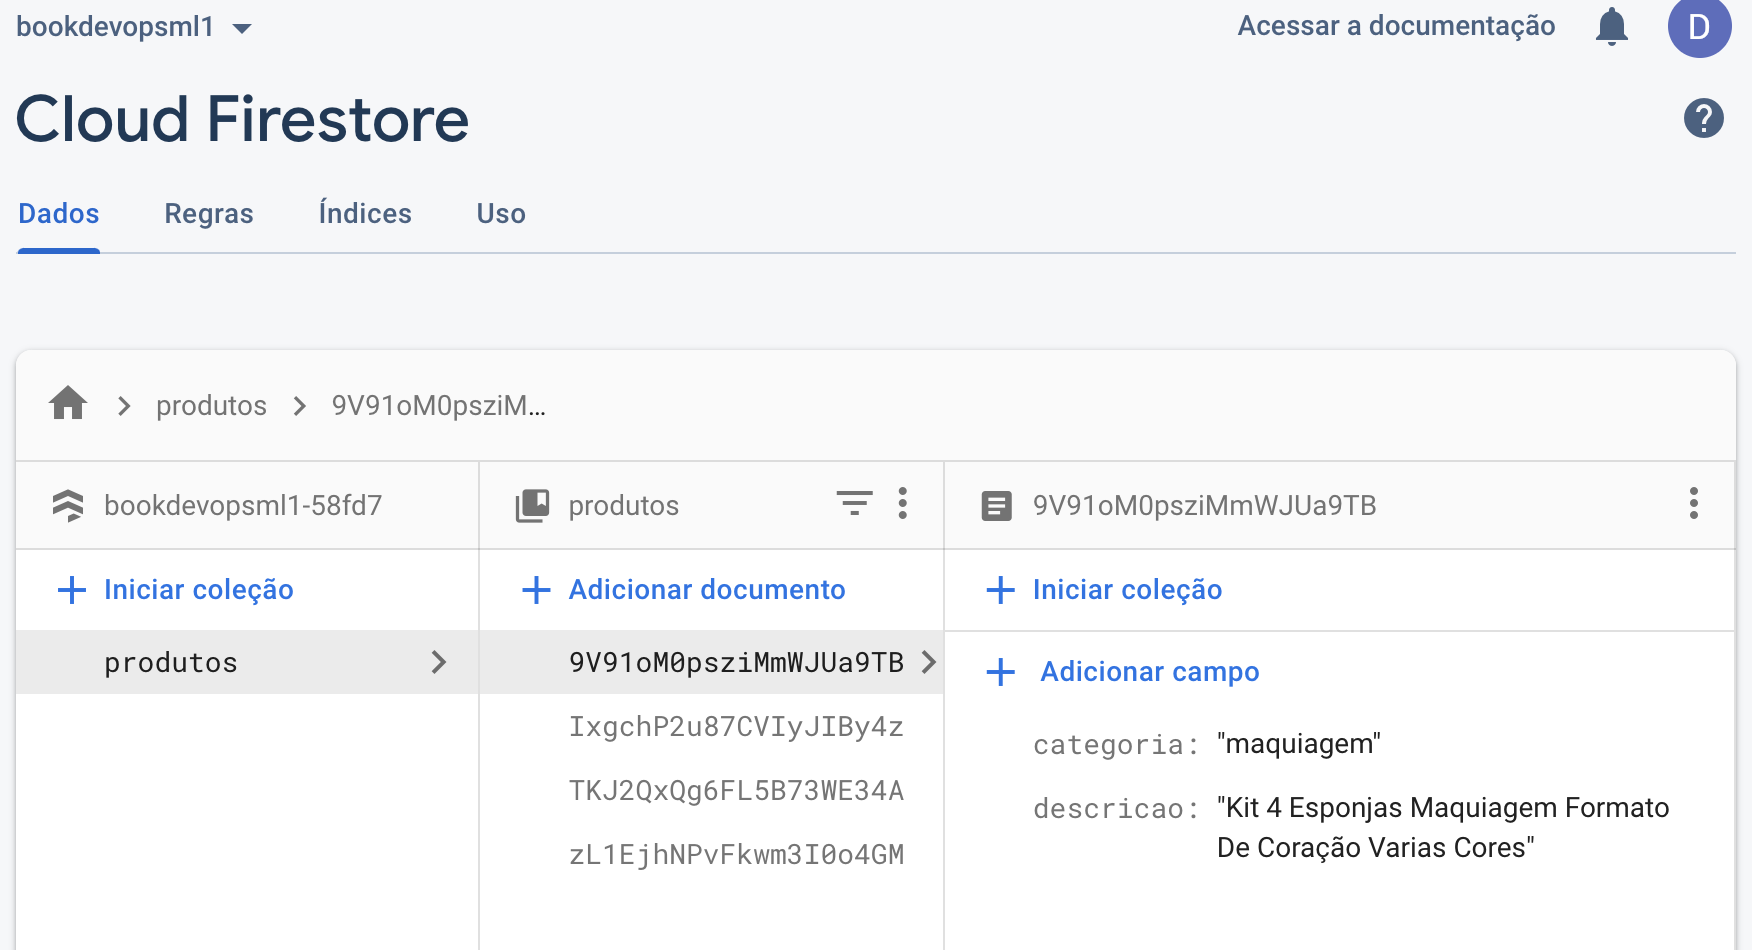 bookdevopsml1
Acessar a documentação
D
Cloud Firestore
?
Dados Regras Índices Uso
produtos 9V91oM0psziM...
bookdevopsml1-58fd7
produtos
9V91oM0psziMmWJUa9TB
+ Iniciar coleção
+ Adicionar documento
+ Iniciar coleção
produtos
9V91oM0psziMmWJUa9TB
IxgchP2u87CVIyJIBy4z
TKJ2QxQg6FL5B73WE34A
zL1EjhNPvFkwm3I0o4GM
+ Adicionar campo
categoria: "maquiagem"
descricao: "Kit 4 Esponjas Maquiagem Formato
De Coração Varias Cores"